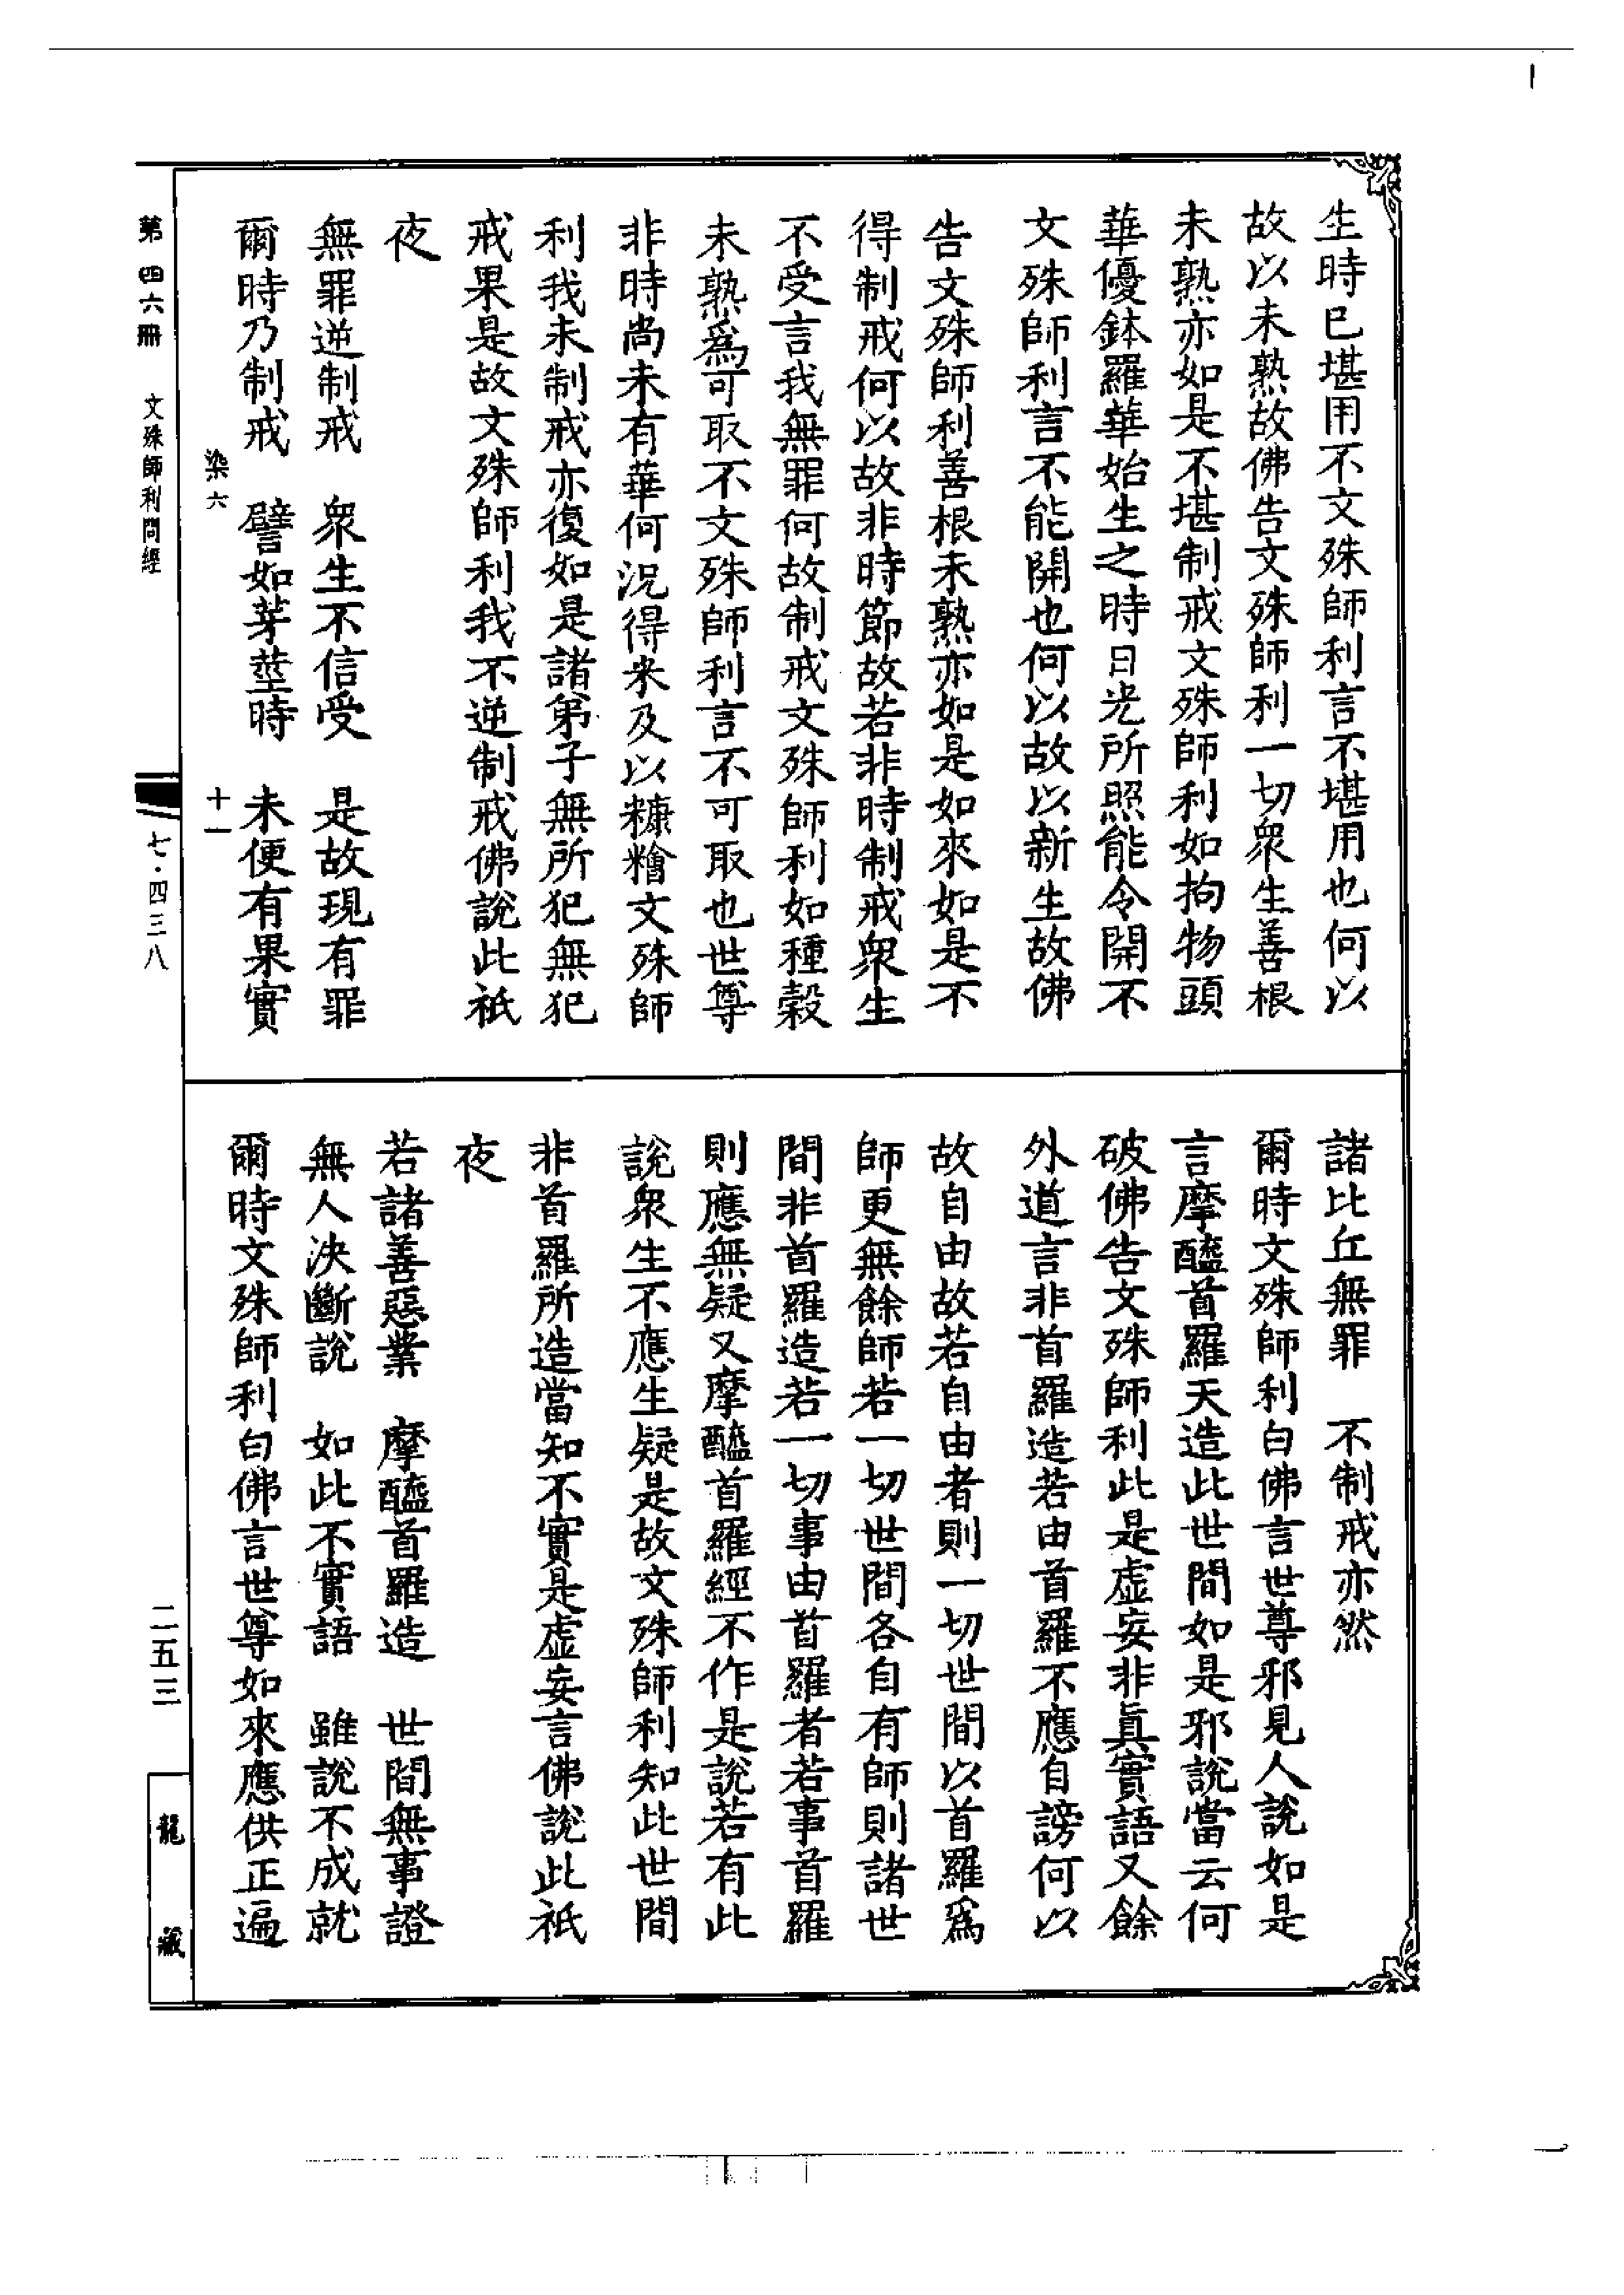 生時已堪用不文殊師利言不堪用也何以
故以未熟故佛告文殊師利一切衆生善根
未熟亦如是不堪制戒文殊師利如拘物頭
華優鉢羅華始生之時日光所照能令開不
文殊師利言不能開也何以故以新生故佛
告文殊師利善根未熟亦如是如來如是不
得制戒何以故非時節故若非時制戒衆生
不受言我無罪何故制戒文殊師利如種穀
未熟爲可取不文殊師利言不可取也世尊
非時尚未有華何況得米及以糠糩文殊師
利我未制戒亦復如是諸弟子無所犯無犯
戒果是故文殊師利我不逆制戒佛說此祇
夜
無罪逆制戒　衆生不信受　是故現有罪
爾時乃制戒　譬如芽莖時　未便有果實
染六　十一
諸比丘無罪　不制戒亦然
爾時文殊師利白佛言世尊邪見人說如是
言摩醯首羅天造此世間如是邪說當云何
破佛告文殊師利此是虛妄非眞實語又餘
外道言非首羅造若由首羅不應自謗何以
故自由故若自由者則一切世間以首羅爲
師更無餘師若一切世間各自有師則諸世
間非首羅造若一切事由首羅者若事首羅
則應無疑又摩醯首羅經不作是說若有此
說衆生不應生疑是故文殊師利知此世間
非首羅所造當知不實是虛妄言佛說此祇
夜
若諸善惡業　摩醯首羅造　世間無事證
無人決斷說　如此不實語　雖說不成就
爾時文殊師利白佛言世尊如來應供正遍
第四六冊　文殊師利問經
七·四三八
二五三
龍藏